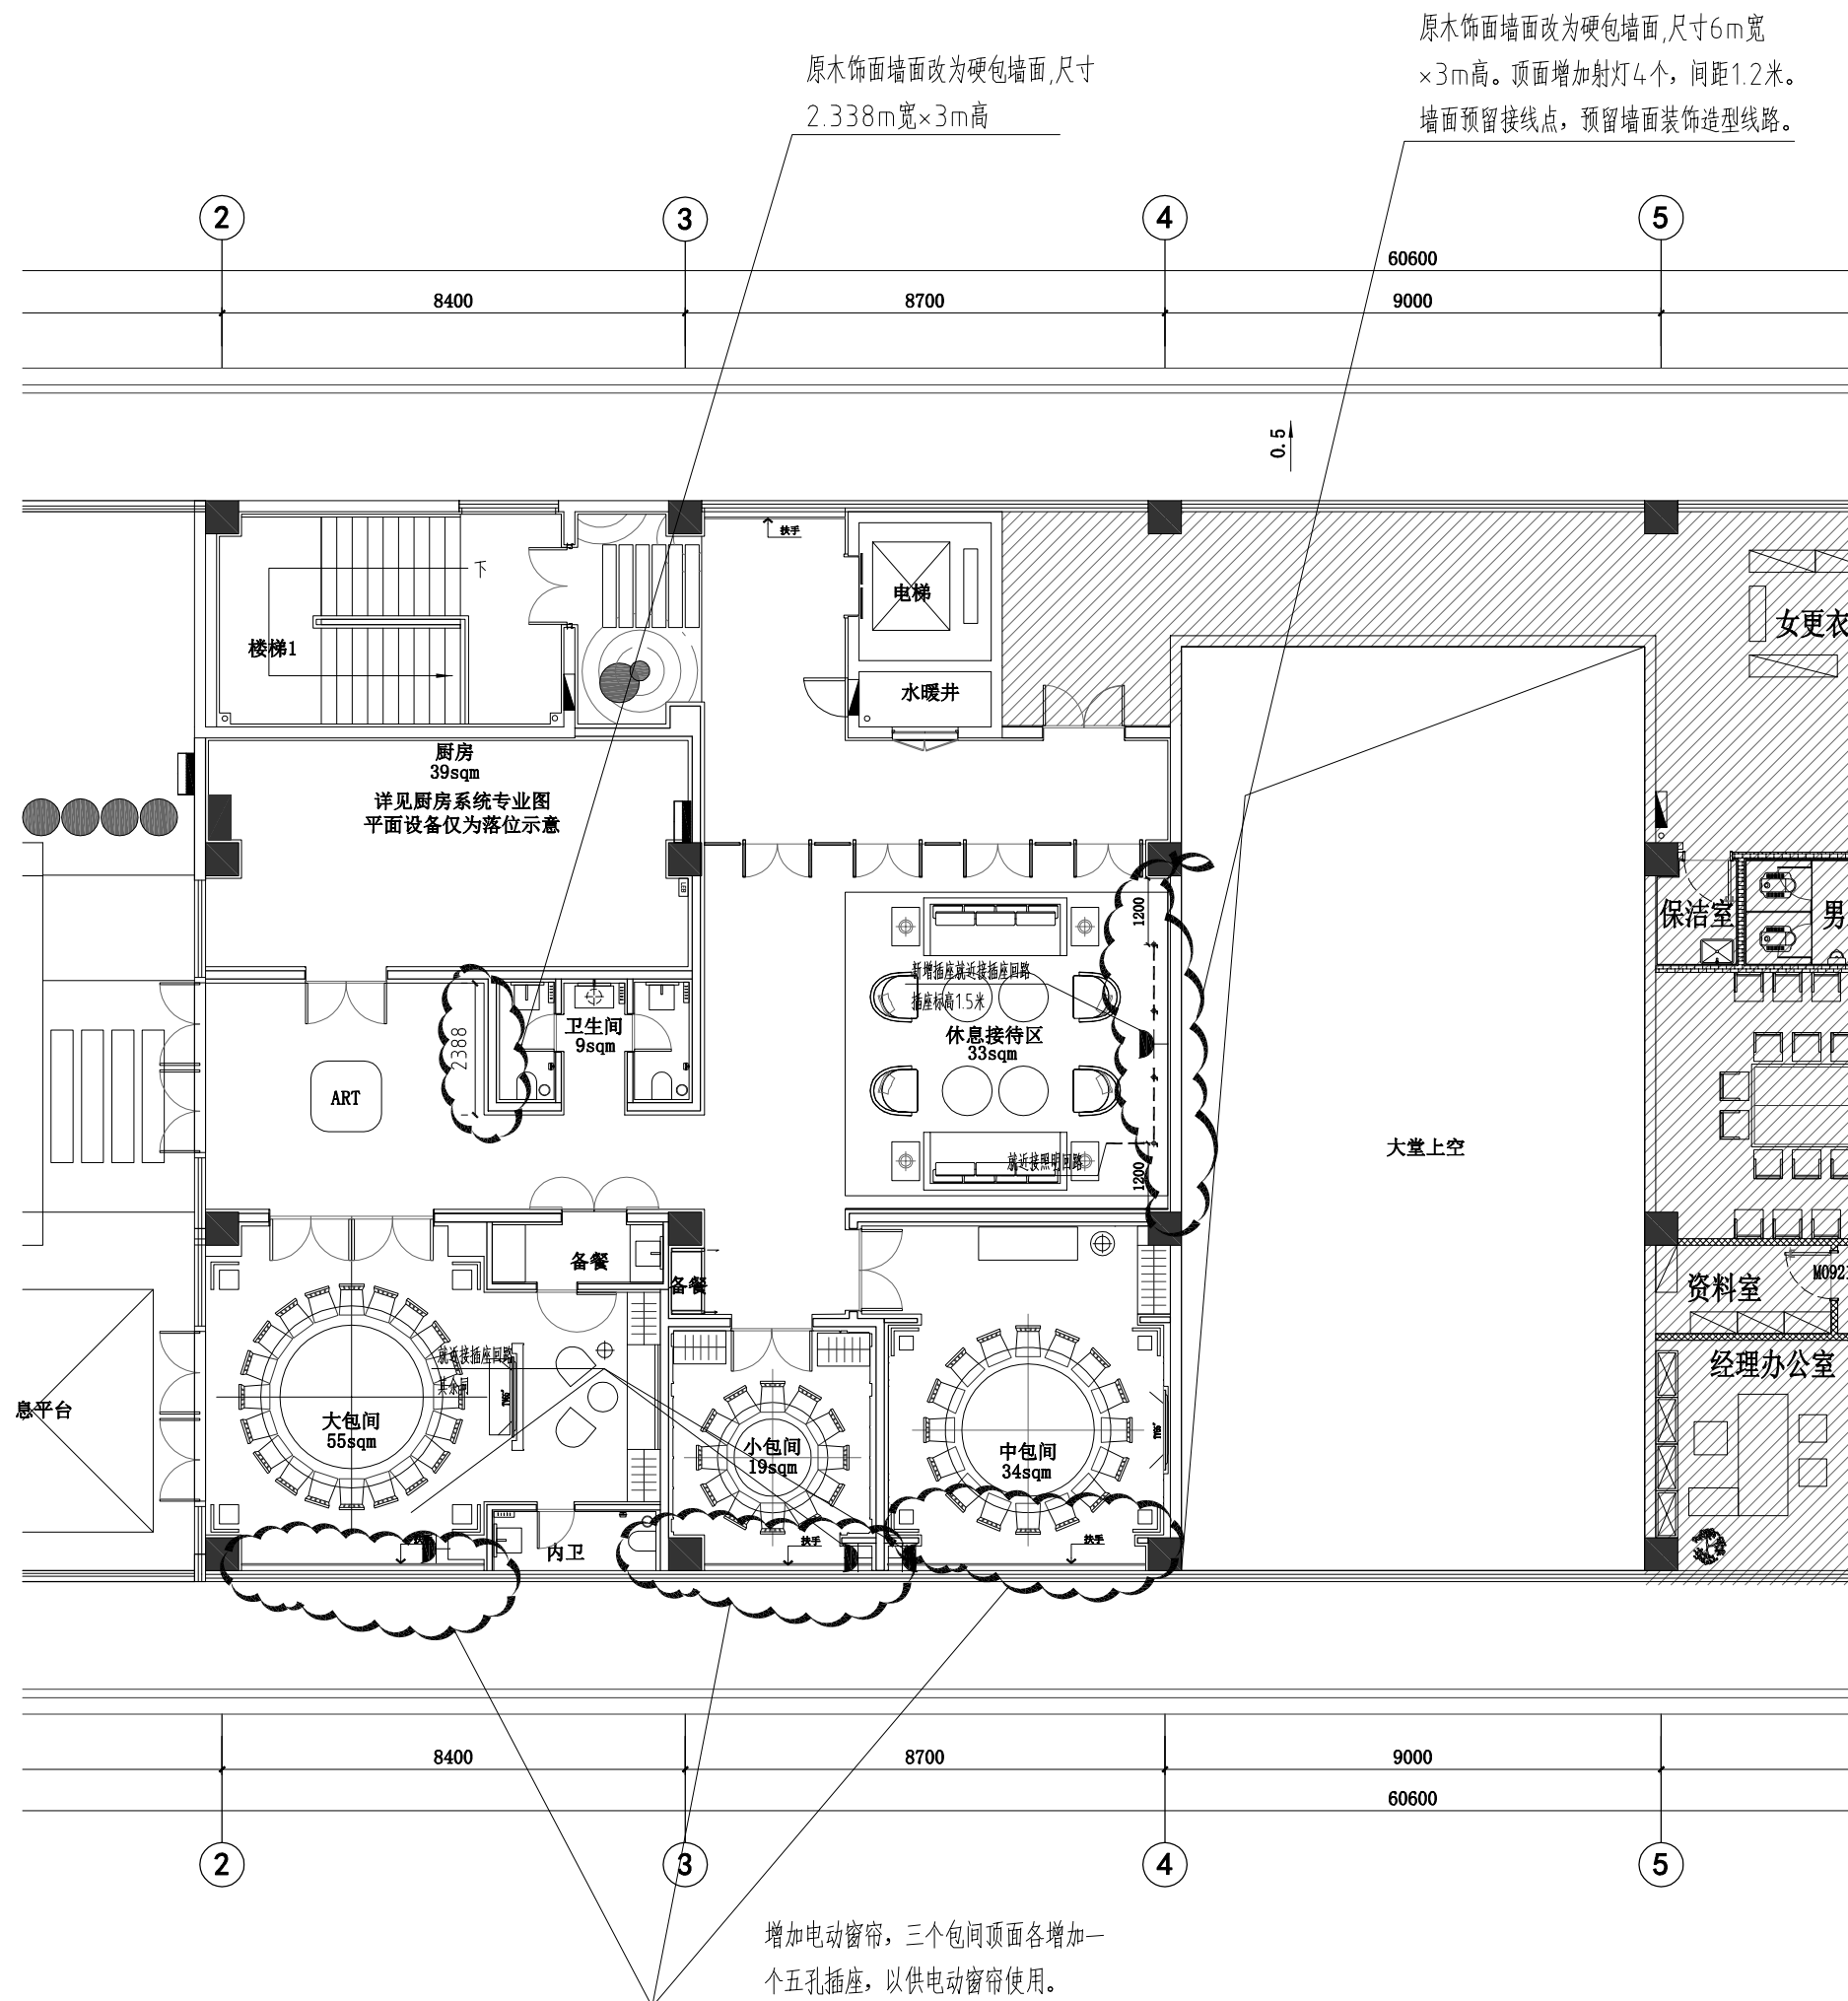 原木饰面墙面改为硬包墙面,尺寸6m宽
×3m高。顶面增加射灯4个，间距1.2米。
墙面预留接线点，预留墙面装饰造型线路。
原木饰面墙面改为硬包墙面,尺寸
2.338m宽×3m高
2
3
4
5
60600
8400
8700
9000
0.5
扶手
下
电梯
楼梯1
女更衣
水暖井
厨房
39sqm
详见厨房系统专业图
平面设备仅为落位示意
LEB
1200
保洁室
男
新增插座就近接插座回路
插座标高1.5米
卫生间
9sqm
休息接待区
33sqm
2388
ART
大堂上空
就近接照明回路
1200
备餐
备餐
资料室
M0921
就近接插座回路
其余同
经理办公室
息平台
大包间
55sqm
小包间
19sqm
中包间
34sqm
扶手
内卫
扶手
扶手
8400
8700
9000
60600
2
3
4
5
增加电动窗帘，三个包间顶面各增加一
个五孔插座，以供电动窗帘使用。